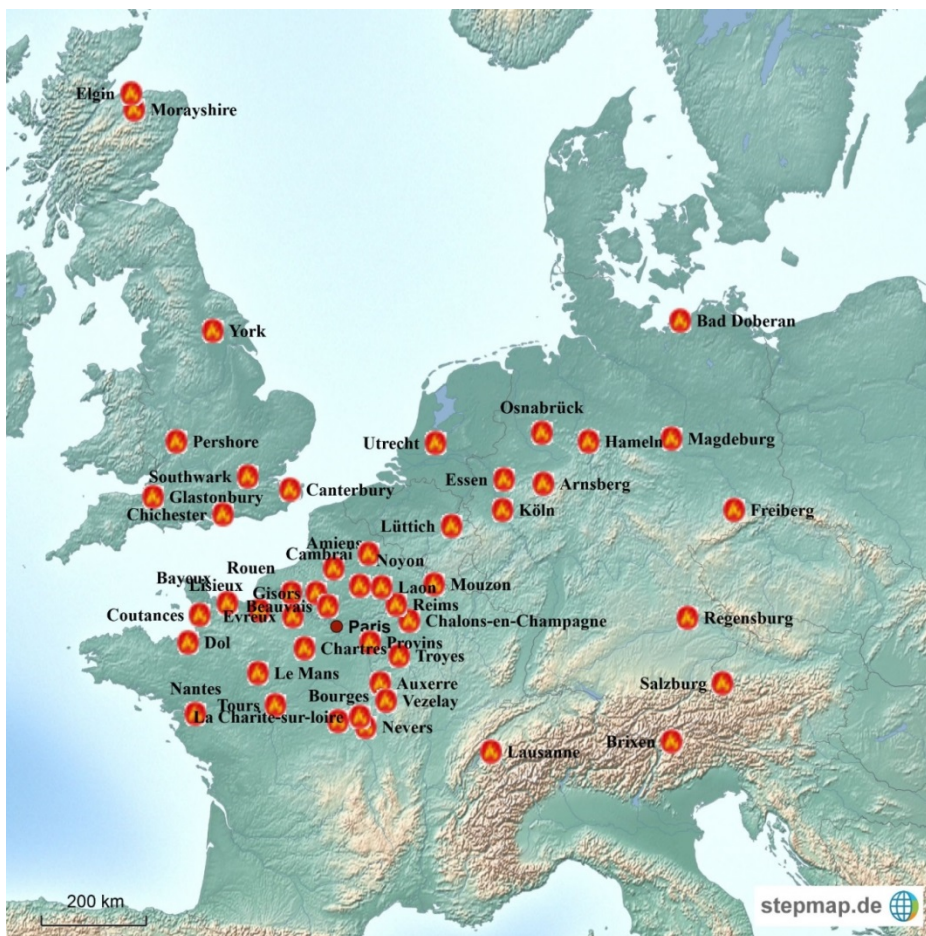 Elgin
Morayshire
York
Bad Doberan
Osnabrück
Pershore
Utrecht
Hameln
Magdeburg
Southwark
Essen
Arnsberg
Glastonbury
Canterbury
Chichester
Köln
Freiberg
Lüttich
Amiens
Cambrai
Noyon
Rouen
Bayeux
Lisieux
Gisors
Laon
Mouzon
Beauvais
Reims
Coutances
Evreux
Chalons-en-Champagne
Regensburg
Paris
Dol
Provins
Chartres
Troyes
Le Mans
Auxerre
Salzburg
Nantes
Bourges
Vezelay
Tours
La Charite-sur-loire
Nevers
Brixen
Lausanne
200 km
stepmap.de